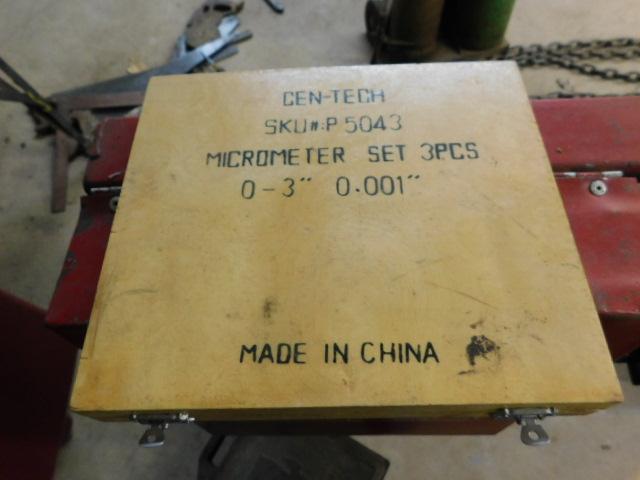 CEN-TECH
SKU#:P 5043
MICROMETER SET 3PCS
0-3" 0.001"
MADE IN CHINA